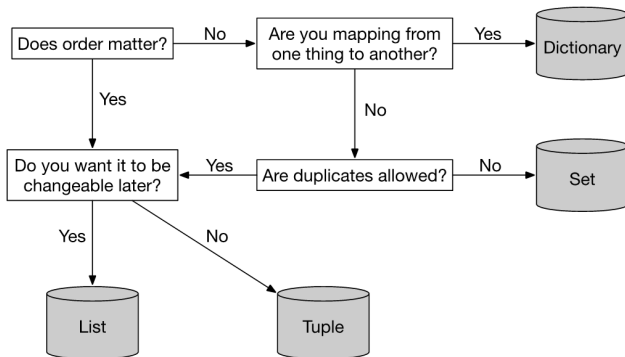 Does order matter?
No
Are you mapping from
one thing to another?
Yes
Dictionary
Yes
No
Do you want it to be
changeable later?
Yes
Are duplicates allowed?
No
Set
Yes
No
List
Tuple